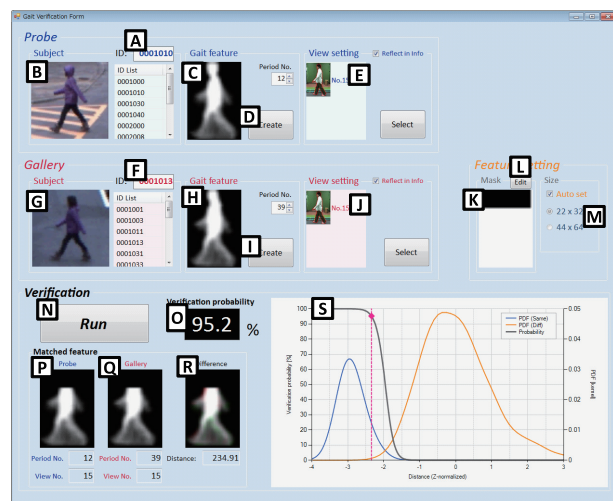 Gait Verification Form
Probe
Subject
A
ID: 0001010
B
ID List
0001000
0001010
0001030
0001040
0002000
0002008
Gait feature
C
Period No.
12
D
Create
View setting
Reflect in Info
E
No.15
Select
Gallery
Subject
F
ID: 0001013
G
ID List
0001001
0001003
0001011
0001013
0001031
0001033
Gait feature
H
Period No.
39
I
Create
View setting
Reflect in Info
J
No.15
Select
L
Mask
Edit
K
Size
Auto set
22 x 32
M
44 x 64
Verification
N
Run
Verification probability
O
95.2 %
Matched feature
P
Probe
Q
Gallery
R
Period No. 12
Period No. 39
Distance: 234.91
View No. 15
View No. 15
S
Verification probability [%]
100
90
80
70
60
50
40
30
20
10
0
PDF (Same)
PDF (Diff)
Probability
0.05
0.04
0.03
0.02
0.01
0
-4
-3
-2
-1
0
1
2
3
Distance (Z-normalized)